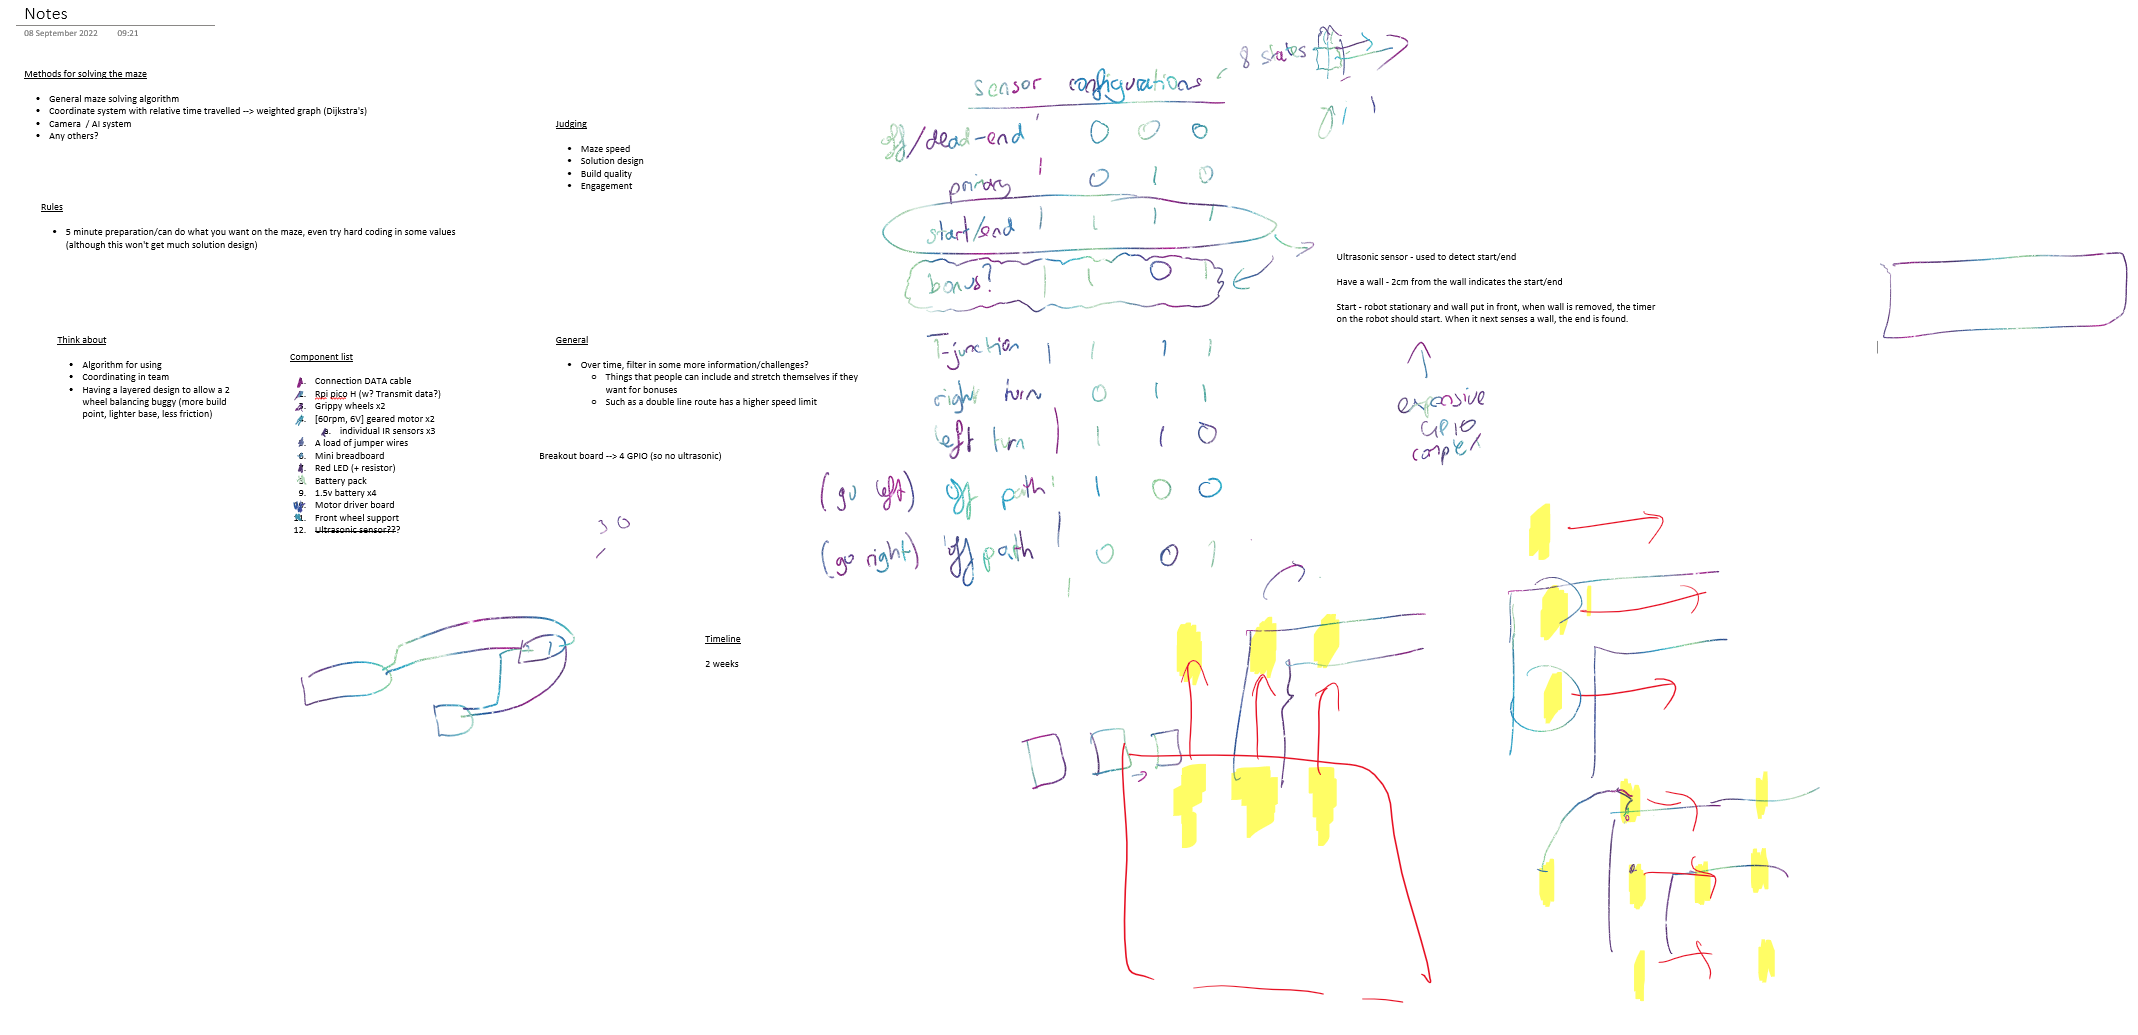 Notes
08 September 2022 09:21
Methods for solving the maze
• General maze solving algorithm
• Coordinate system with relative time travelled --> weighted graph (Dijkstra's)
• Camera / AI system
• Any others?
Judging
• Maze speed
• Solution design
• Build quality
• Engagement
Rules
• 5 minute preparation/can do what you want on the maze, even try hard coding in some values
(although this won't get much solution design)
Think about
• Algorithm for using
• Coordinating in team
• Having a layered design to allow a 2
wheel balancing buggy (more build
point, lighter base, less friction)
Component list
1. Connection DATA cable
2. Rpi pico H (w? Transmit data?)
3. Grippy wheels x2
4. [60rpm, 6V] geared motor x2
a. individual IR sensors x3
5. A load of jumper wires
6. Mini breadboard
7. Red LED (+ resistor)
8. Battery pack
9. 1.5v battery x4
10. Motor driver board
11. Front wheel support
12. Ultrasonic sensor???
General
• Over time, filter in some more information/challenges?
○ Things that people can include and stretch themselves if they
want for bonuses
○ Such as a double line route has a higher speed limit
Breakout board --> 4 GPIO (so no ultrasonic)
30
Timeline
2 weeks
sensor configurations
8 states
off/dead-end 0 0 0
primary 0 1 0
start/end 1 1 1
bonus? 1 0 1
T-junction 1 1 1
right turn 0 1 1
left turn 1 1 0
(go left) off path 1 0 0
(go right) off path 0 0 1
Ultrasonic sensor - used to detect start/end
Have a wall - 2cm from the wall indicates the start/end
Start - robot stationary and wall put in front, when wall is removed, the timer
on the robot should start. When it next senses a wall, the end is found.
expensive
GPIO
complex